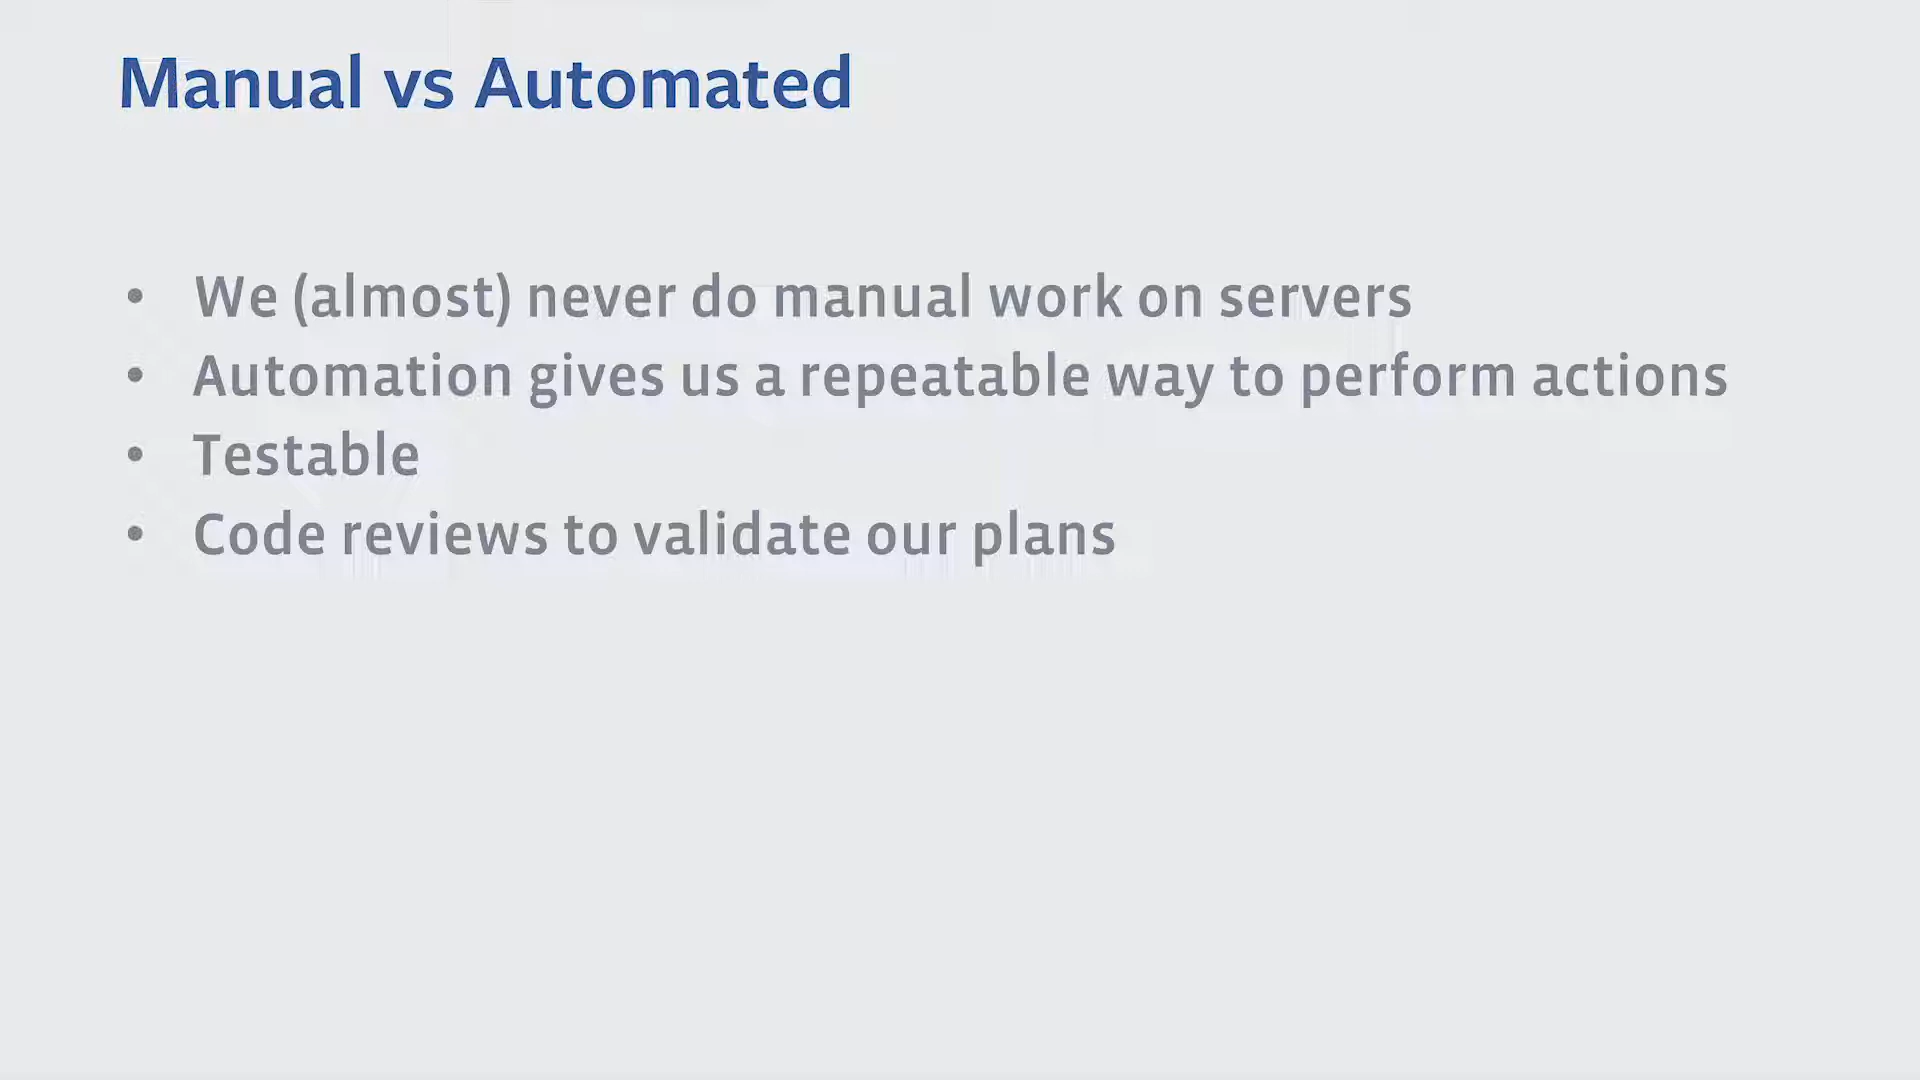 Manual vs Automated
• We (almost) never do manual work on servers
• Automation gives us a repeatable way to perform actions
• Testable
• Code reviews to validate our plans